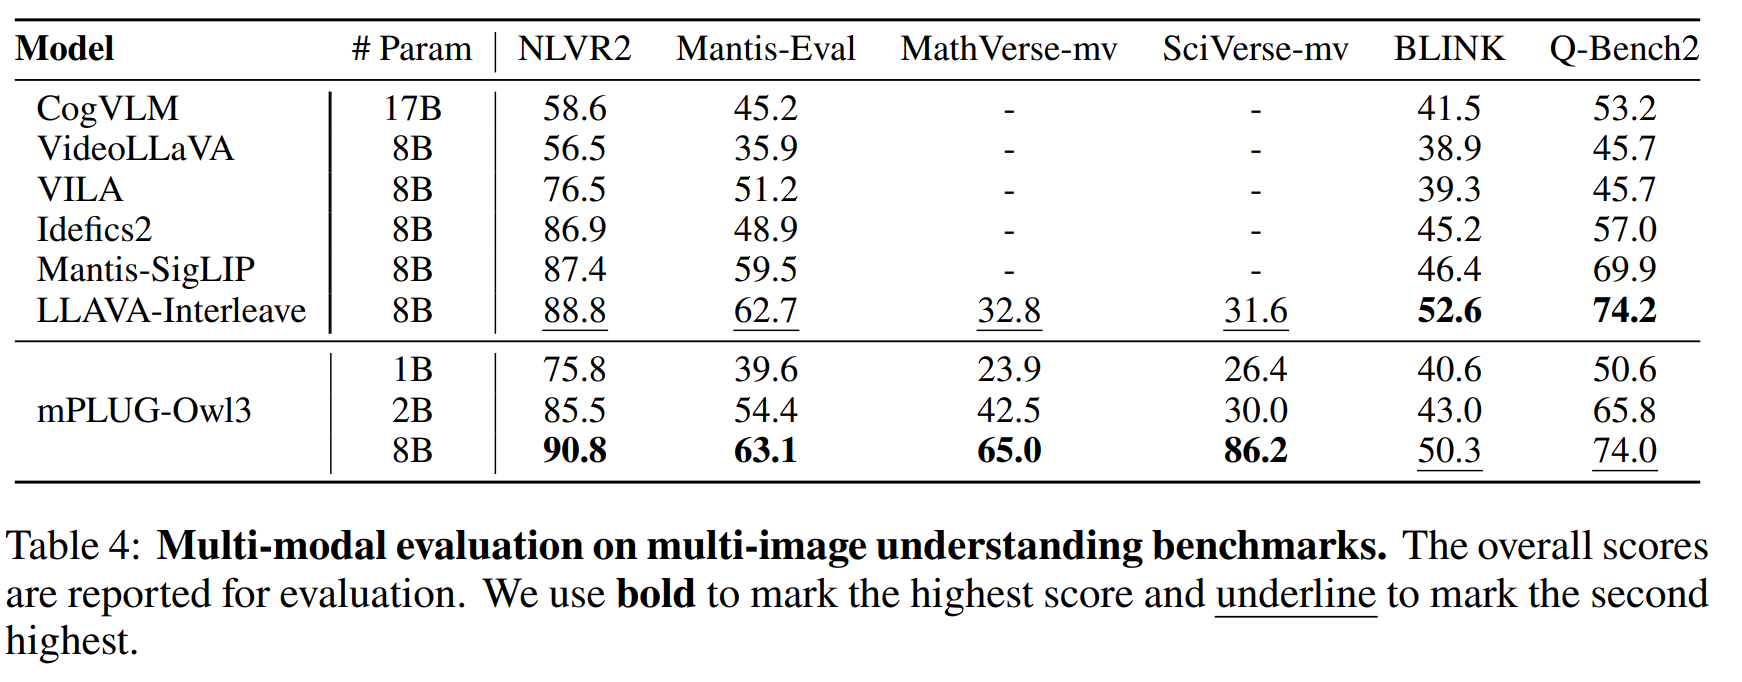 Model # Param NLVR2 Mantis-Eval MathVerse-mv SciVerse-mv BLINK Q-Bench2
CogVLM 17B 58.6 45.2 - - 41.5 53.2
VideoLLaVA 8B 56.5 35.9 - - 38.9 45.7
VILA 8B 76.5 51.2 - - 39.3 45.7
Idefics2 8B 86.9 48.9 - - 45.2 57.0
Mantis-SigLIP 8B 87.4 59.5 - - 46.4 69.9
LLAVA-Interleave 8B 88.8 62.7 32.8 31.6 52.6 74.2
1B 75.8 39.6 23.9 26.4 40.6 50.6
mPLUG-Owl3 2B 85.5 54.4 42.5 30.0 43.0 65.8
8B 90.8 63.1 65.0 86.2 50.3 74.0
Table 4: Multi-modal evaluation on multi-image understanding benchmarks. The overall scores
are reported for evaluation. We use bold to mark the highest score and underline to mark the second
highest.